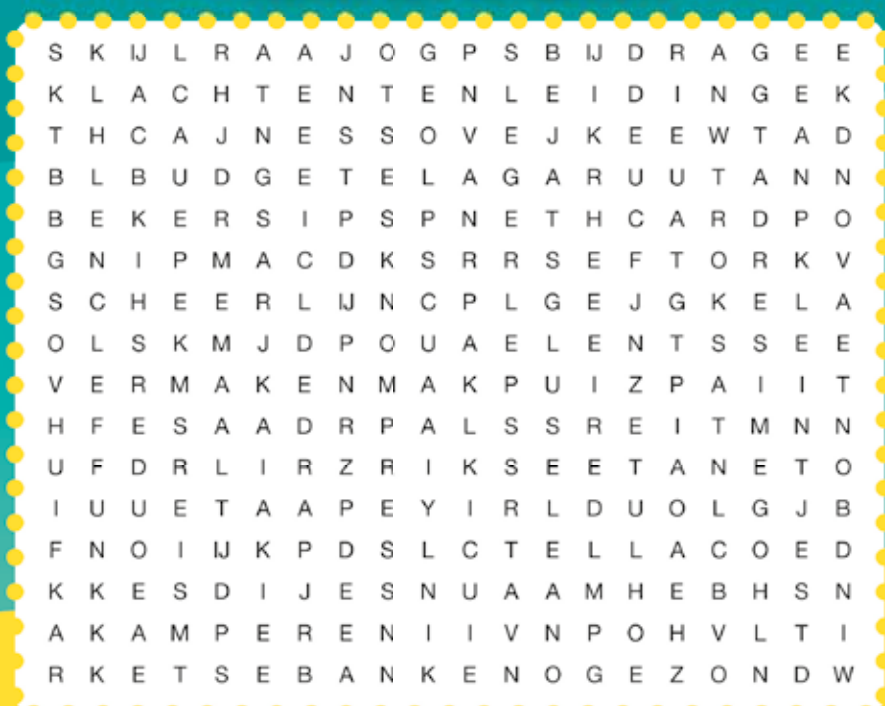 S K IJ L R A A J O G P S B IJ D R A G E E
K L A C H T E N T E N L E I D I N G E K
T H C A J N E S S O V E J K E E W T A D
B L B U D G E T E L A G A R U U T A N N
B E K E R S I P S P N E T H C A R D P O
G N I P M A C D K S R R S E F T O R K V
S C H E E R L IJ N C P L G E J G K E L A
O L S K M J D P O U A E L E N T S S E E
V E R M A K E N M A K P U I Z P A I I T
H F E S A A D R P A L S S R E I T M N N
U F D R L I R Z R I K S E E T A N E T O
I U U E T A A P E Y I R L D U O L G J B
F N O I IJ K P D S L C T E L L A C O E D
K K E S D I J E S N U A A M H E B H S N
A K A M P E R E N I I V N P O H V L T I
R K E T S E B A N K E N O G E Z O N D W